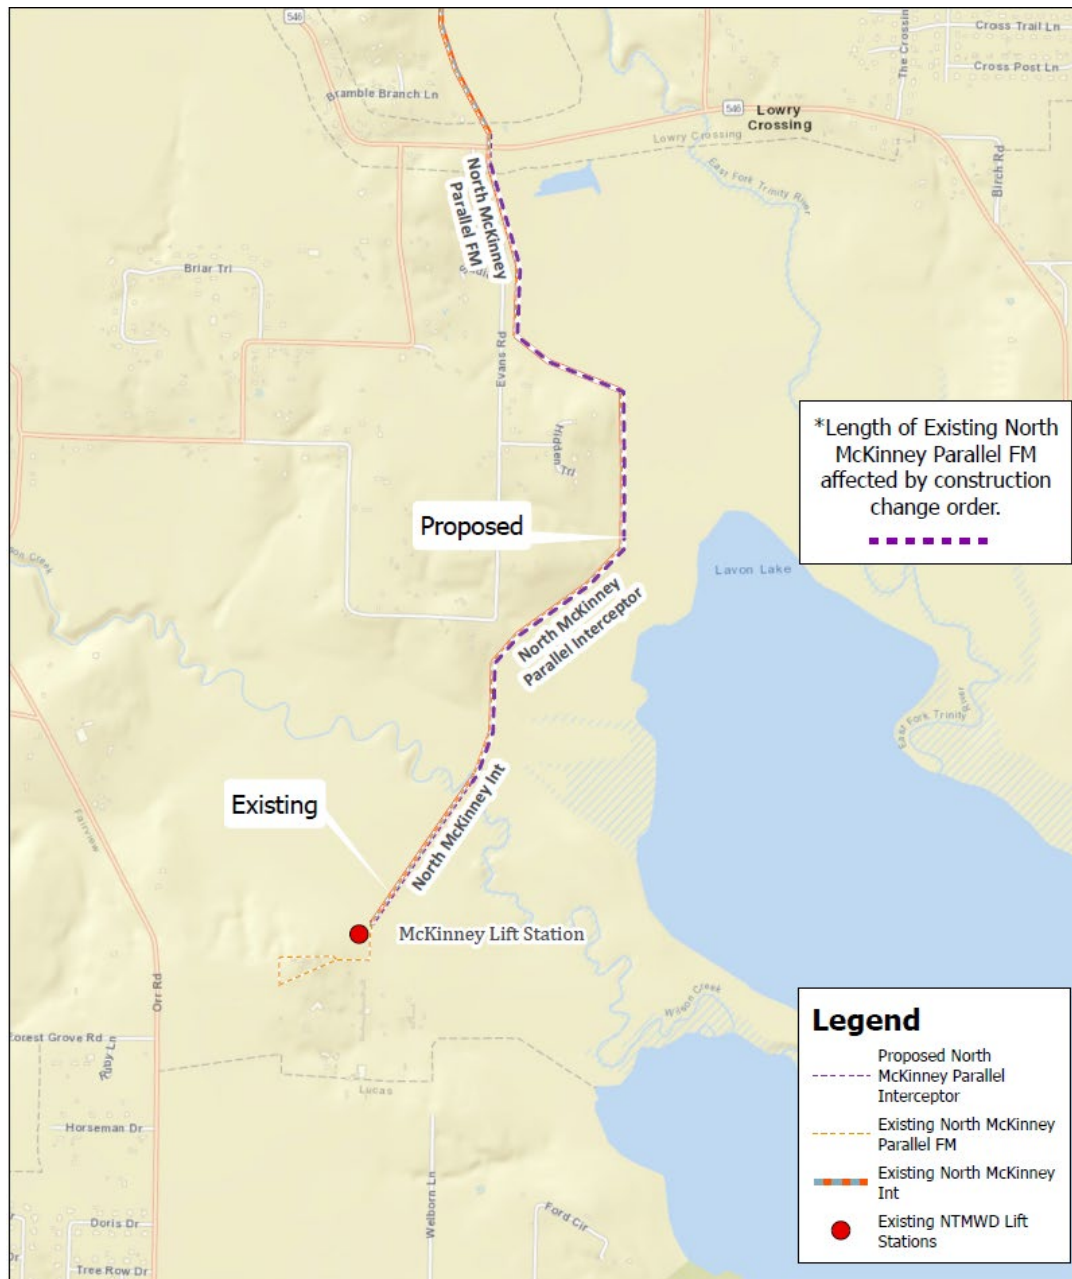 546
Cross Trail Ln
The Crossing
Cross Post Ln
Bramble Branch Ln
546
Lowry
Crossing
Lowry Crossing
East Fork Trinity
River
Birch Rd
North McKinney
Parallel FM
Briar Trl
Evans Rd
*Length of Existing North
McKinney Parallel FM
affected by construction
change order.
Hidden
Trl
Proposed
Lavon Lake
North McKinney
Parallel Interceptor
East Fork Trinity
River
Existing
North McKinney Int
Fairview
McKinney Lift Station
Orr Rd
Wilson Creek
Forest Grove Rd
Ruby Ln
Lucas
Horseman Dr
Welborn Ln
Ford Cir
Doris Dr
Dr
Tree Row Dr
Legend
Proposed North
McKinney Parallel
Interceptor
Existing North McKinney
Parallel FM
Existing North McKinney
Int
Existing NTMWD Lift
Stations